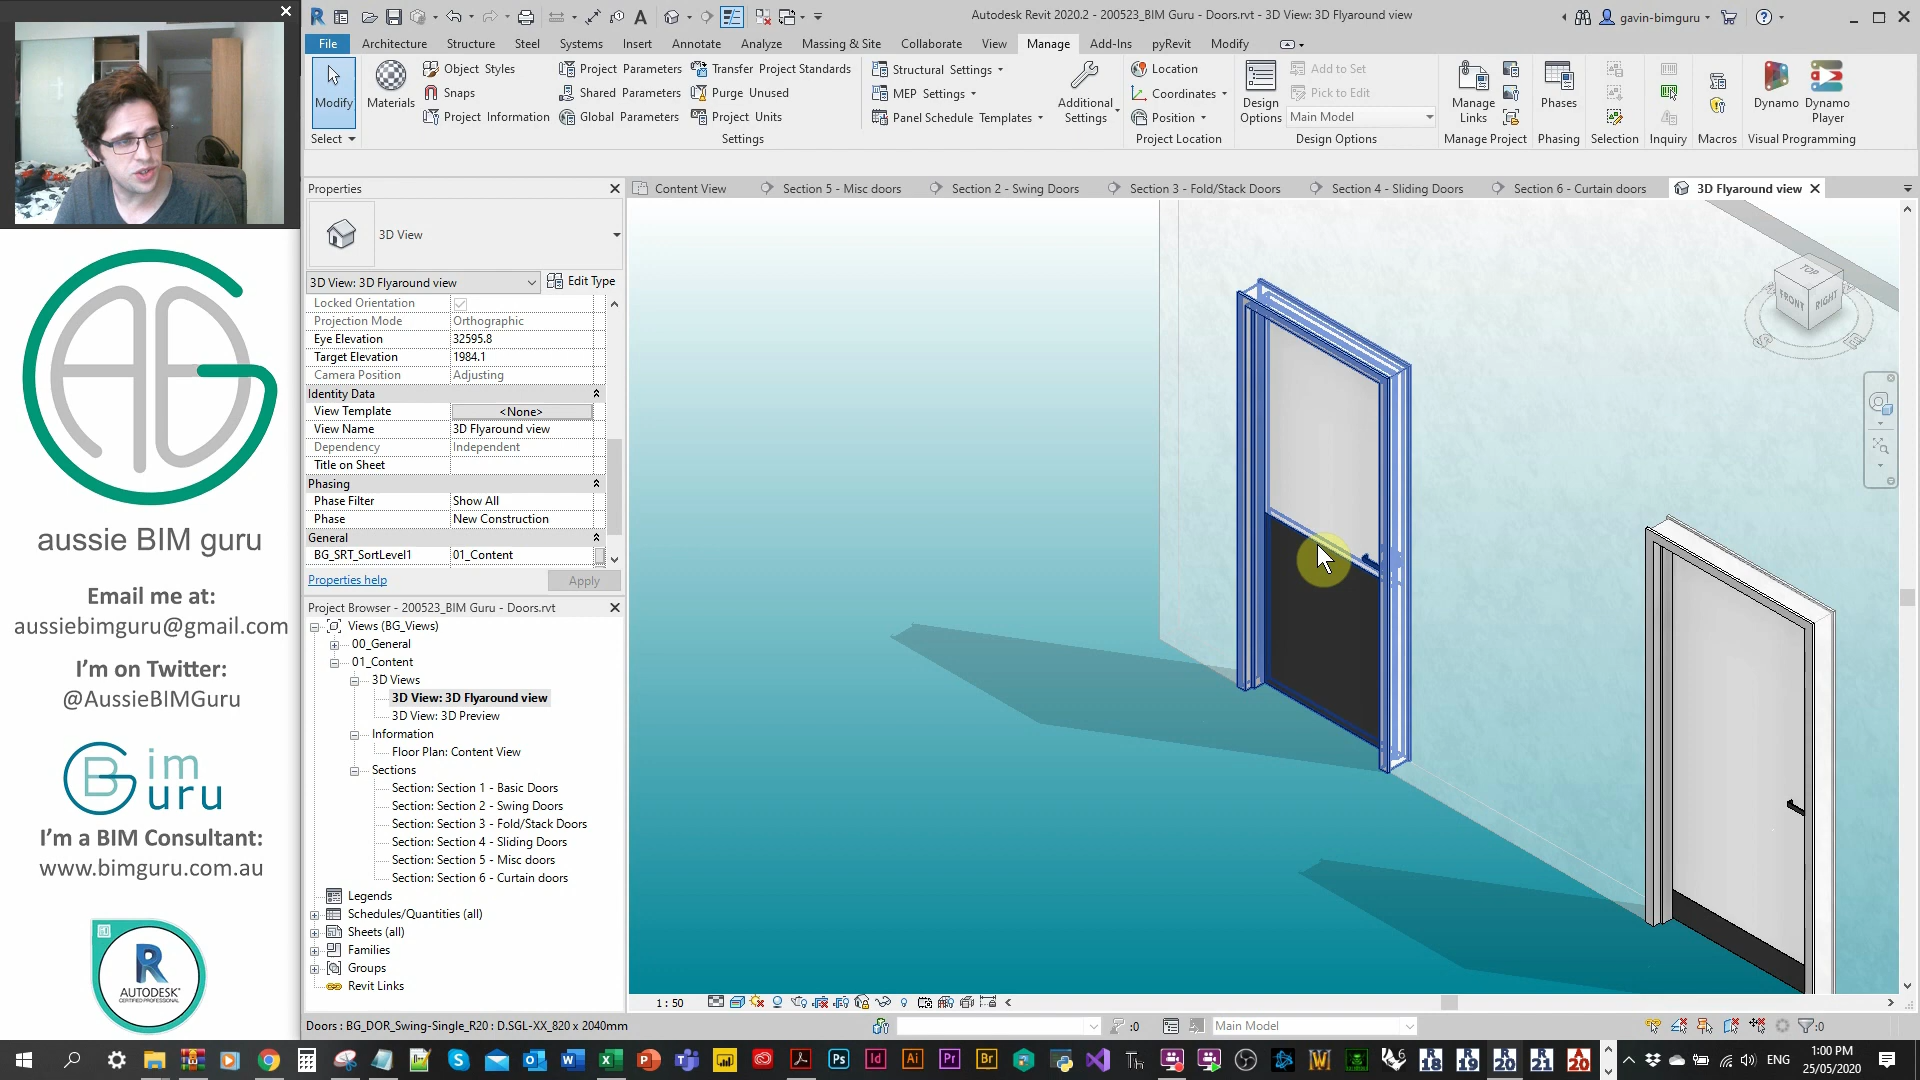 Autodesk Revit 2020.2 - 200523_BIM Guru - Doors.rvt - 3D View: 3D Flyaround view
gavin-bimguru
File
Architecture
Structure
Steel
Systems
Insert
Annotate
Analyze
Massing & Site
Collaborate
View
Manage
Add-Ins
pyRevit
Modify
Modify
Select
Materials
Object Styles
Snaps
Project Information
Project Parameters
Shared Parameters
Global Parameters
Transfer Project Standards
Purge Unused
Project Units
Settings
Structural Settings
MEP Settings
Panel Schedule Templates
Additional
Settings
Location
Coordinates
Position
Project Location
Design
Options
Add to Set
Pick to Edit
Main Model
Design Options
Manage
Links
Manage Project
Phases
Phasing
Selection
Inquiry
Macros
Dynamo
Dynamo
Player
Visual Programming
Properties
3D View
3D View: 3D Flyaround view
Edit Type
Locked Orientation
Projection Mode Orthographic
Eye Elevation 32595.8
Target Elevation 1984.1
Camera Position Adjusting
Identity Data
View Template <None>
View Name 3D Flyaround view
Dependency Independent
Title on Sheet
Phasing
Phase Filter Show All
Phase New Construction
General
BG_SRT_SortLevel1 01_Content
Properties help
Apply
Project Browser - 200523_BIM Guru - Doors.rvt
Views (BG_Views)
00_General
01_Content
3D Views
3D View: 3D Flyaround view
3D View: 3D Preview
Information
Floor Plan: Content View
Sections
Section: Section 1 - Basic Doors
Section: Section 2 - Swing Doors
Section: Section 3 - Fold/Stack Doors
Section: Section 4 - Sliding Doors
Section: Section 5 - Misc doors
Section: Section 6 - Curtain doors
Legends
Schedules/Quantities (all)
Sheets (all)
Families
Groups
Revit Links
Content View
Section 5 - Misc doors
Section 2 - Swing Doors
Section 3 - Fold/Stack Doors
Section 4 - Sliding Doors
Section 6 - Curtain doors
3D Flyaround view
TOP
FRONT
RIGHT
1 : 50
Doors : BG_DOR_Swing-Single_R20 : D.SGL-XX_820 x 2040mm
:0
Main Model
:0
aussie BIM guru
Email me at:
aussiebimguru@gmail.com
I'm on Twitter:
@AussieBIMGuru
BG
im
uru
I'm a BIM Consultant:
www.bimguru.com.au
R
AUTODESK
CERTIFIED PROFESSIONAL
ENG
1:00 PM
25/05/2020